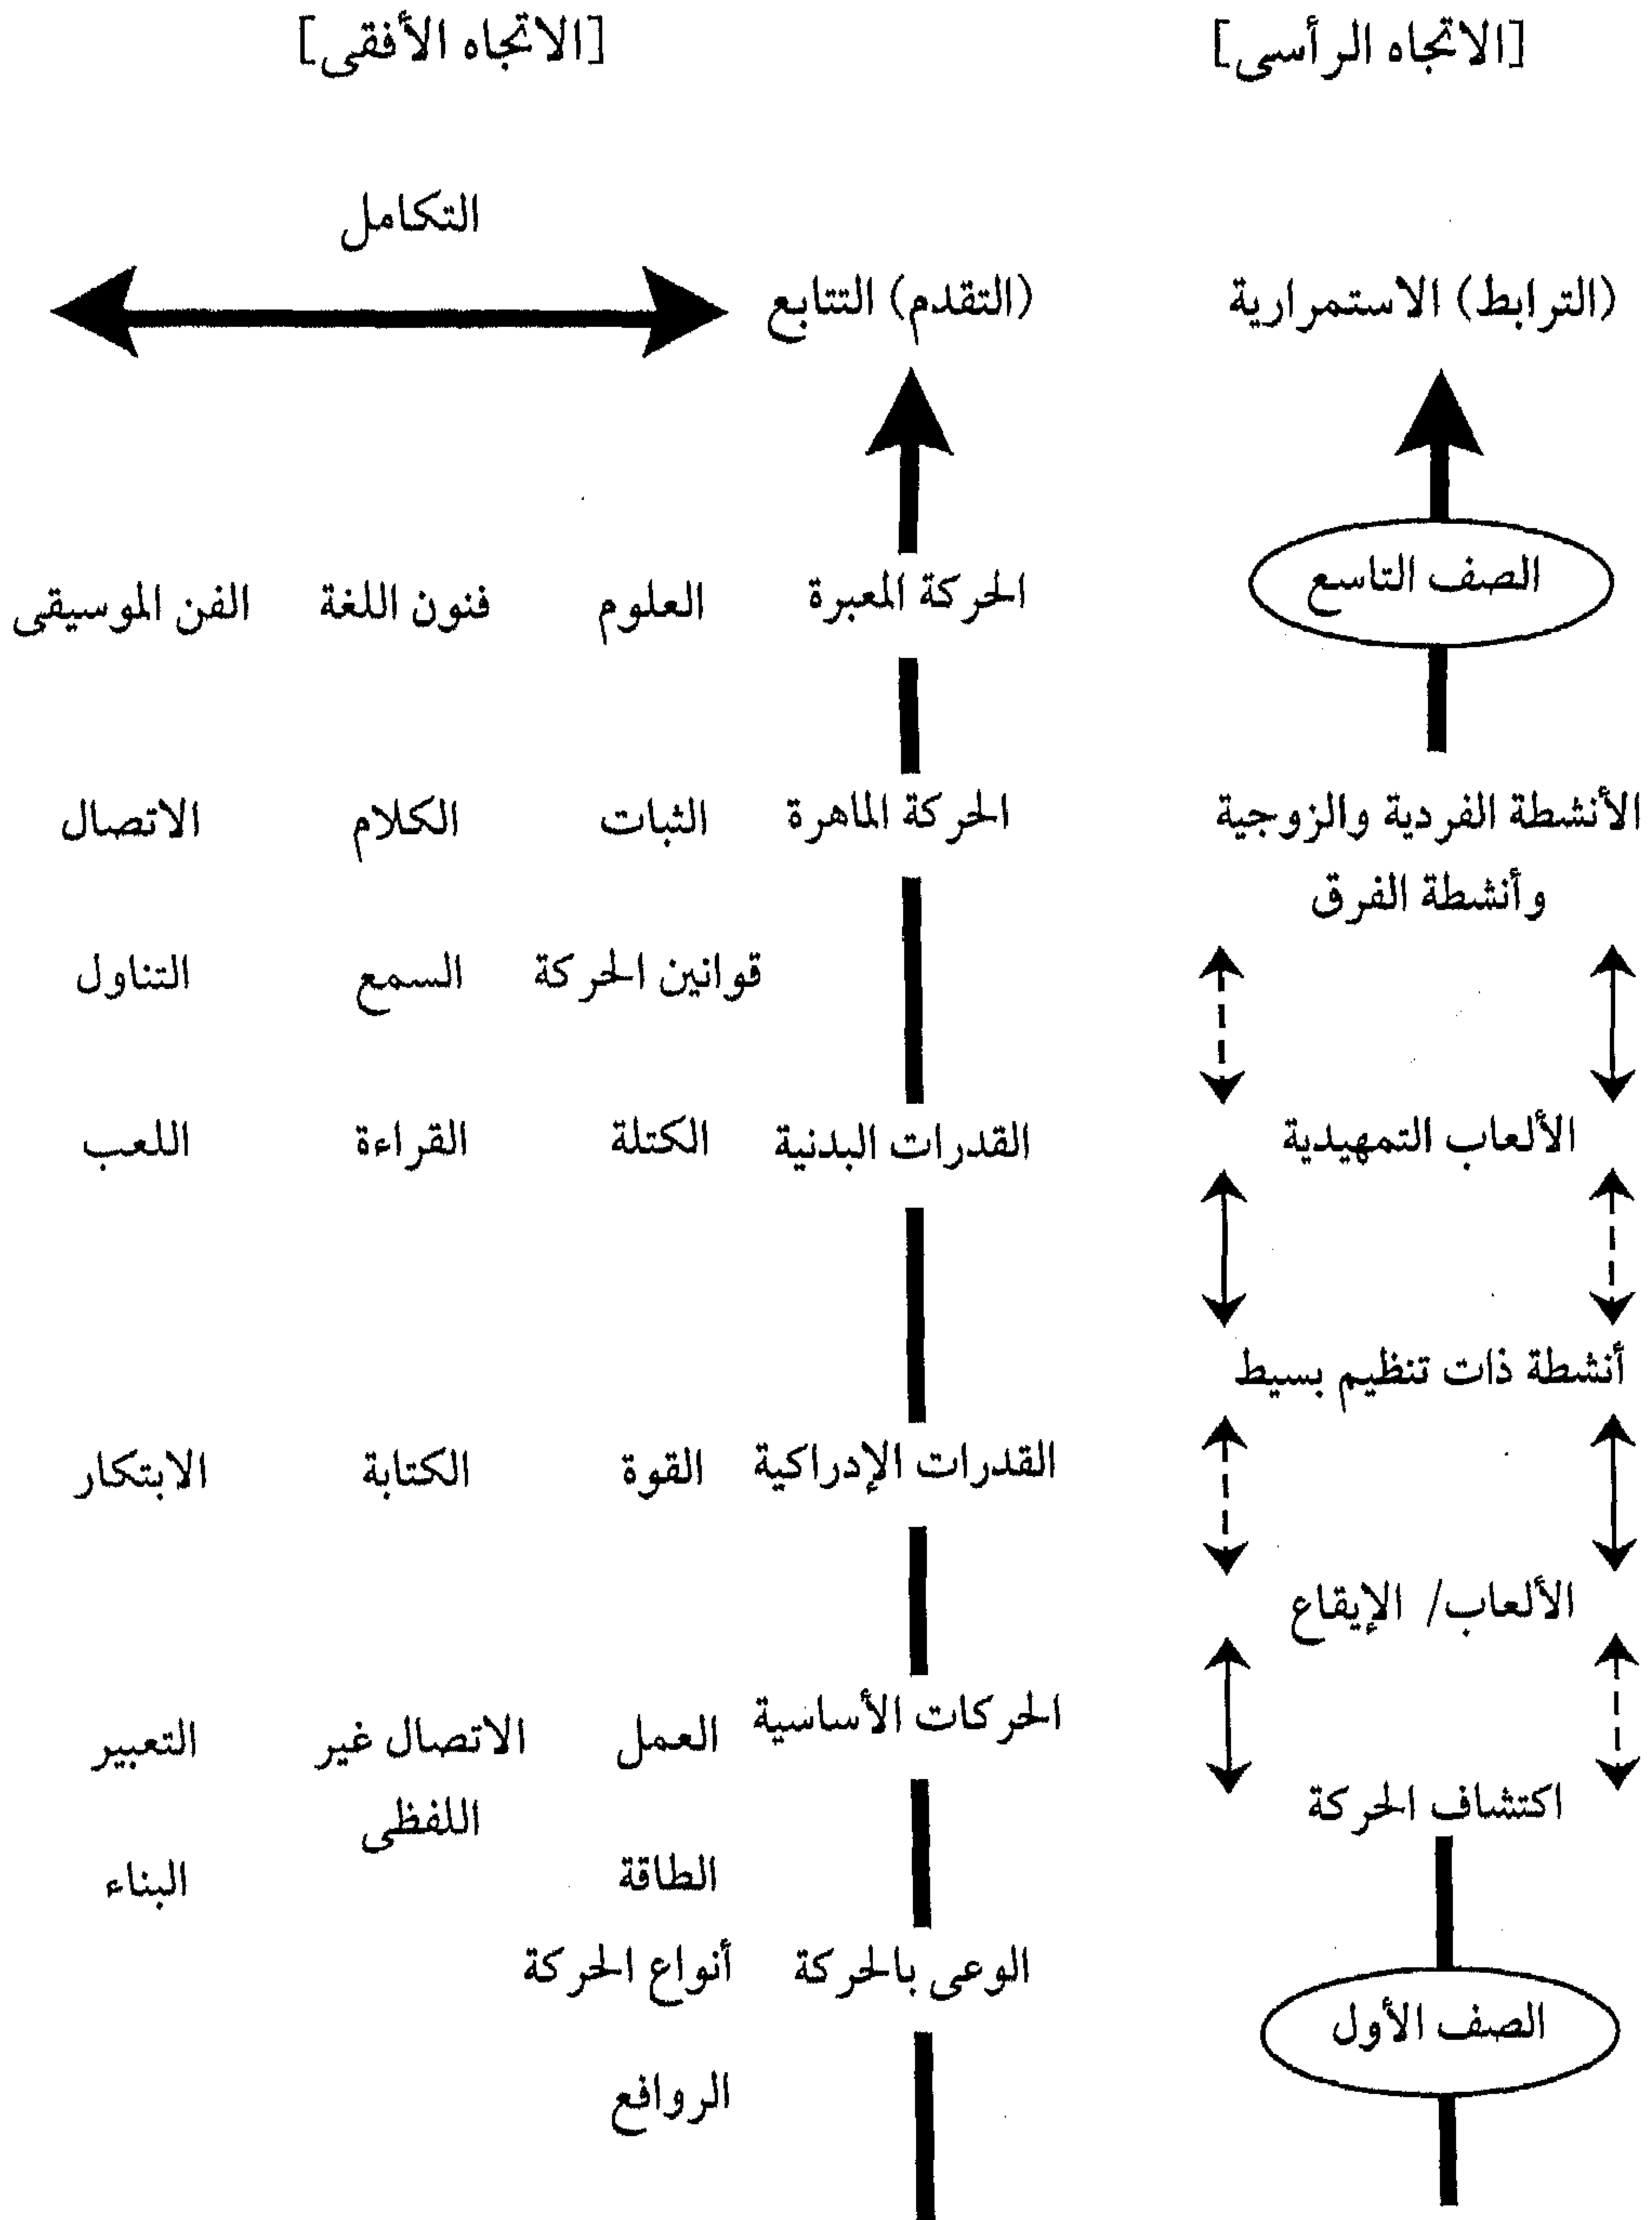 [الاتجاه الرأسى] [الاتجاه الأفقى]
التكامل
(الترابط) الاستمرارية (التقدم) التتابع
الصف التاسع
الحركة المعبرة العلوم فنون اللغة الفن الموسيقى
الأنشطة الفردية والزوجية الحركة الماهرة الثبات الكلام الاتصال
وأنشطة الفرق
قوانين الحركة السمع التناول
الألعاب التمهيدية القدرات البدنية الكتلة القراءة اللعب
أنشطة ذات تنظيم بسيط
القدرات الإدراكية القوة الكتابة الابتكار
الألعاب/ الإيقاع
الحركات الأساسية العمل الاتصال غير التعبير
اكتشاف الحركة اللفظى
الطاقة البناء
الوعى بالحركة أنواع الحركة
الصف الأول
الروافع